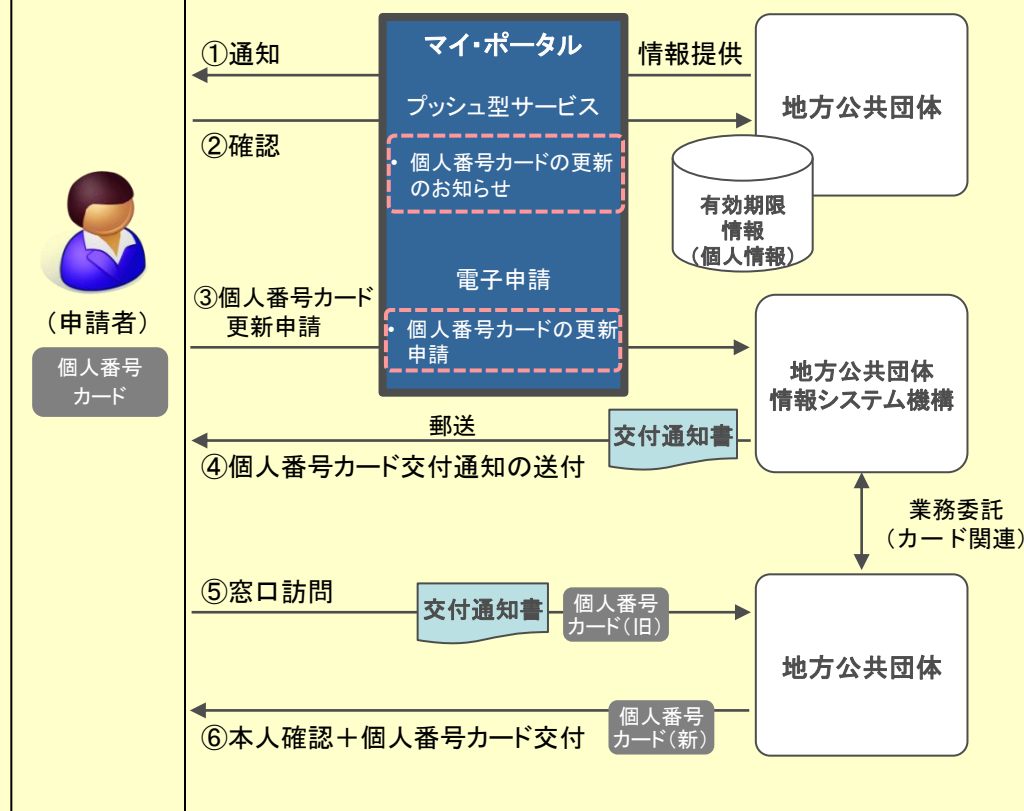 ①通知
マイ・ポータル
情報提供
プッシュ型サービス
地方公共団体
②確認
• 個人番号カードの更新
のお知らせ
有効期限
情報
（個人情報）
電子申請
③個人番号カード
更新申請
• 個人番号カードの更新
申請
（申請者）
個人番号
カード
地方公共団体
情報システム機構
郵送
交付通知書
④個人番号カード交付通知の送付
業務委託
（カード関連）
⑤窓口訪問
交付通知書
個人番号
カード（旧）
地方公共団体
⑥本人確認＋個人番号カード交付
個人番号
カード（新）